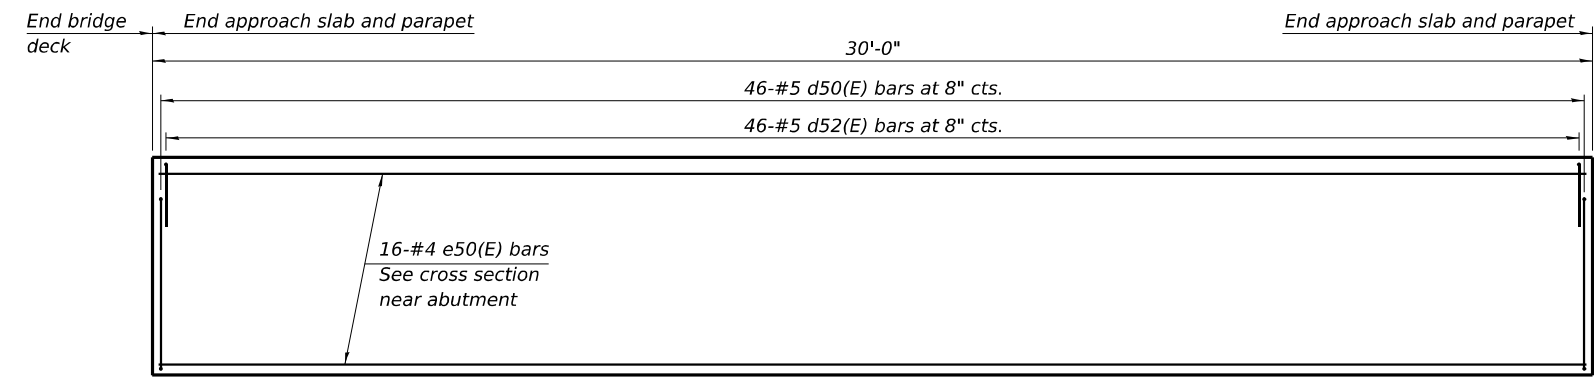 End bridge
deck
End approach slab and parapet
End approach slab and parapet
30'-0"
46-#5 d50(E) bars at 8" cts.
46-#5 d52(E) bars at 8" cts.
16-#4 e50(E) bars
See cross section
near abutment